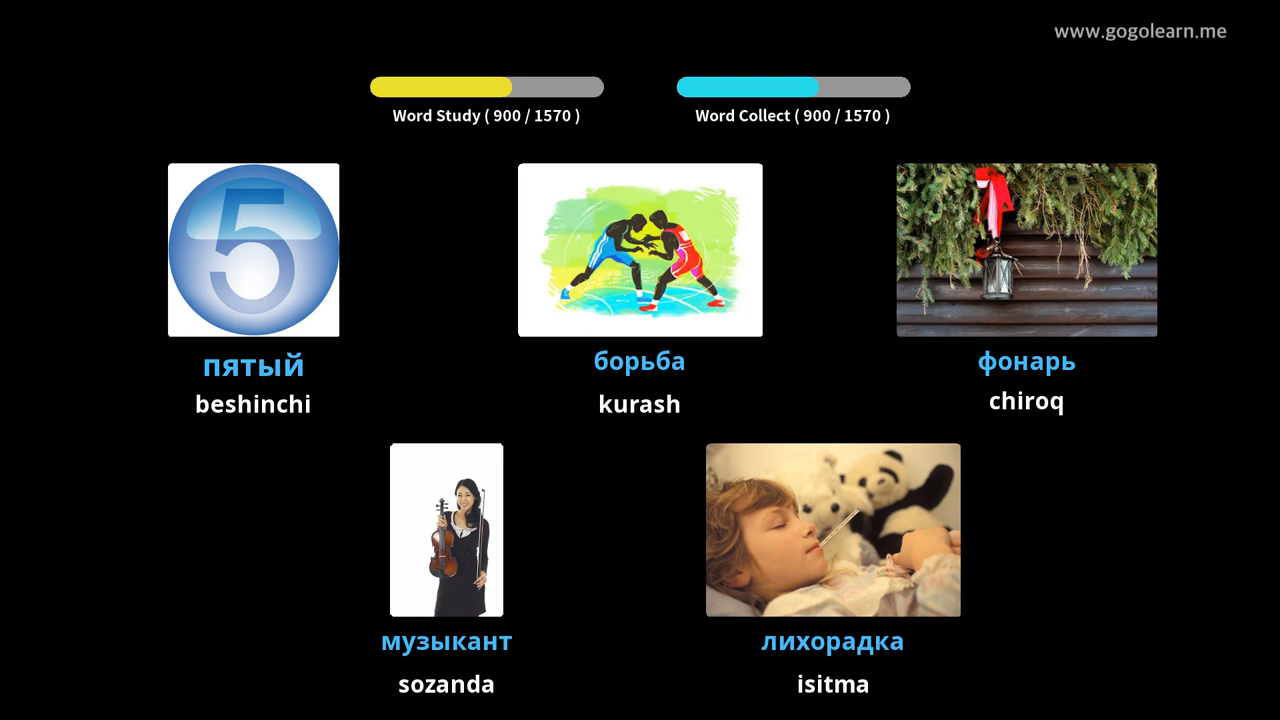 www.gogolearn.me
Word Study ( 900 / 1570 )
Word Collect ( 900 / 1570 )
5
пятый
борьба
фонарь
beshinchi
kurash
chiroq
музыкант
лихорадка
sozanda
isitma